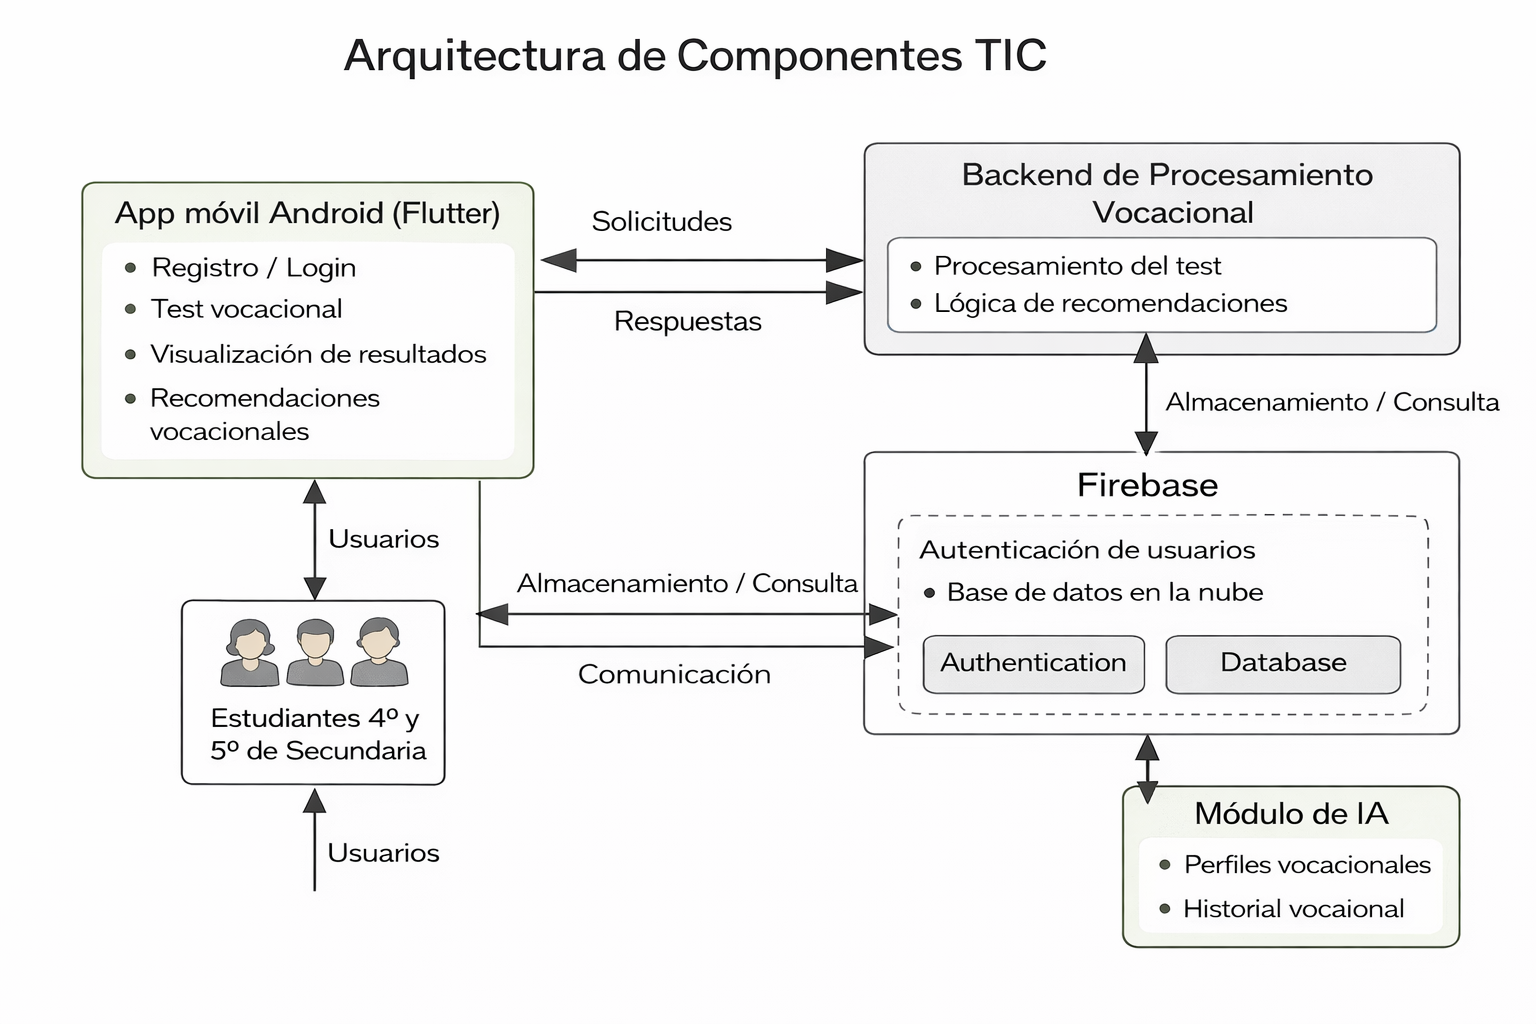 Arquitectura de Componentes TIC
App móvil Android (Flutter)
• Registro / Login
• Test vocacional
• Visualización de resultados
• Recomendaciones
vocacionales
Solicitudes
Respuestas
Backend de Procesamiento
Vocacional
• Procesamiento del test
• Lógica de recomendaciones
Almacenamiento / Consulta
Usuarios
Almacenamiento / Consulta
Comunicación
Firebase
Autenticación de usuarios
• Base de datos en la nube
Authentication
Database
Estudiantes 4º y
5º de Secundaria
Usuarios
Módulo de IA
• Perfiles vocacionales
• Historial vocaional